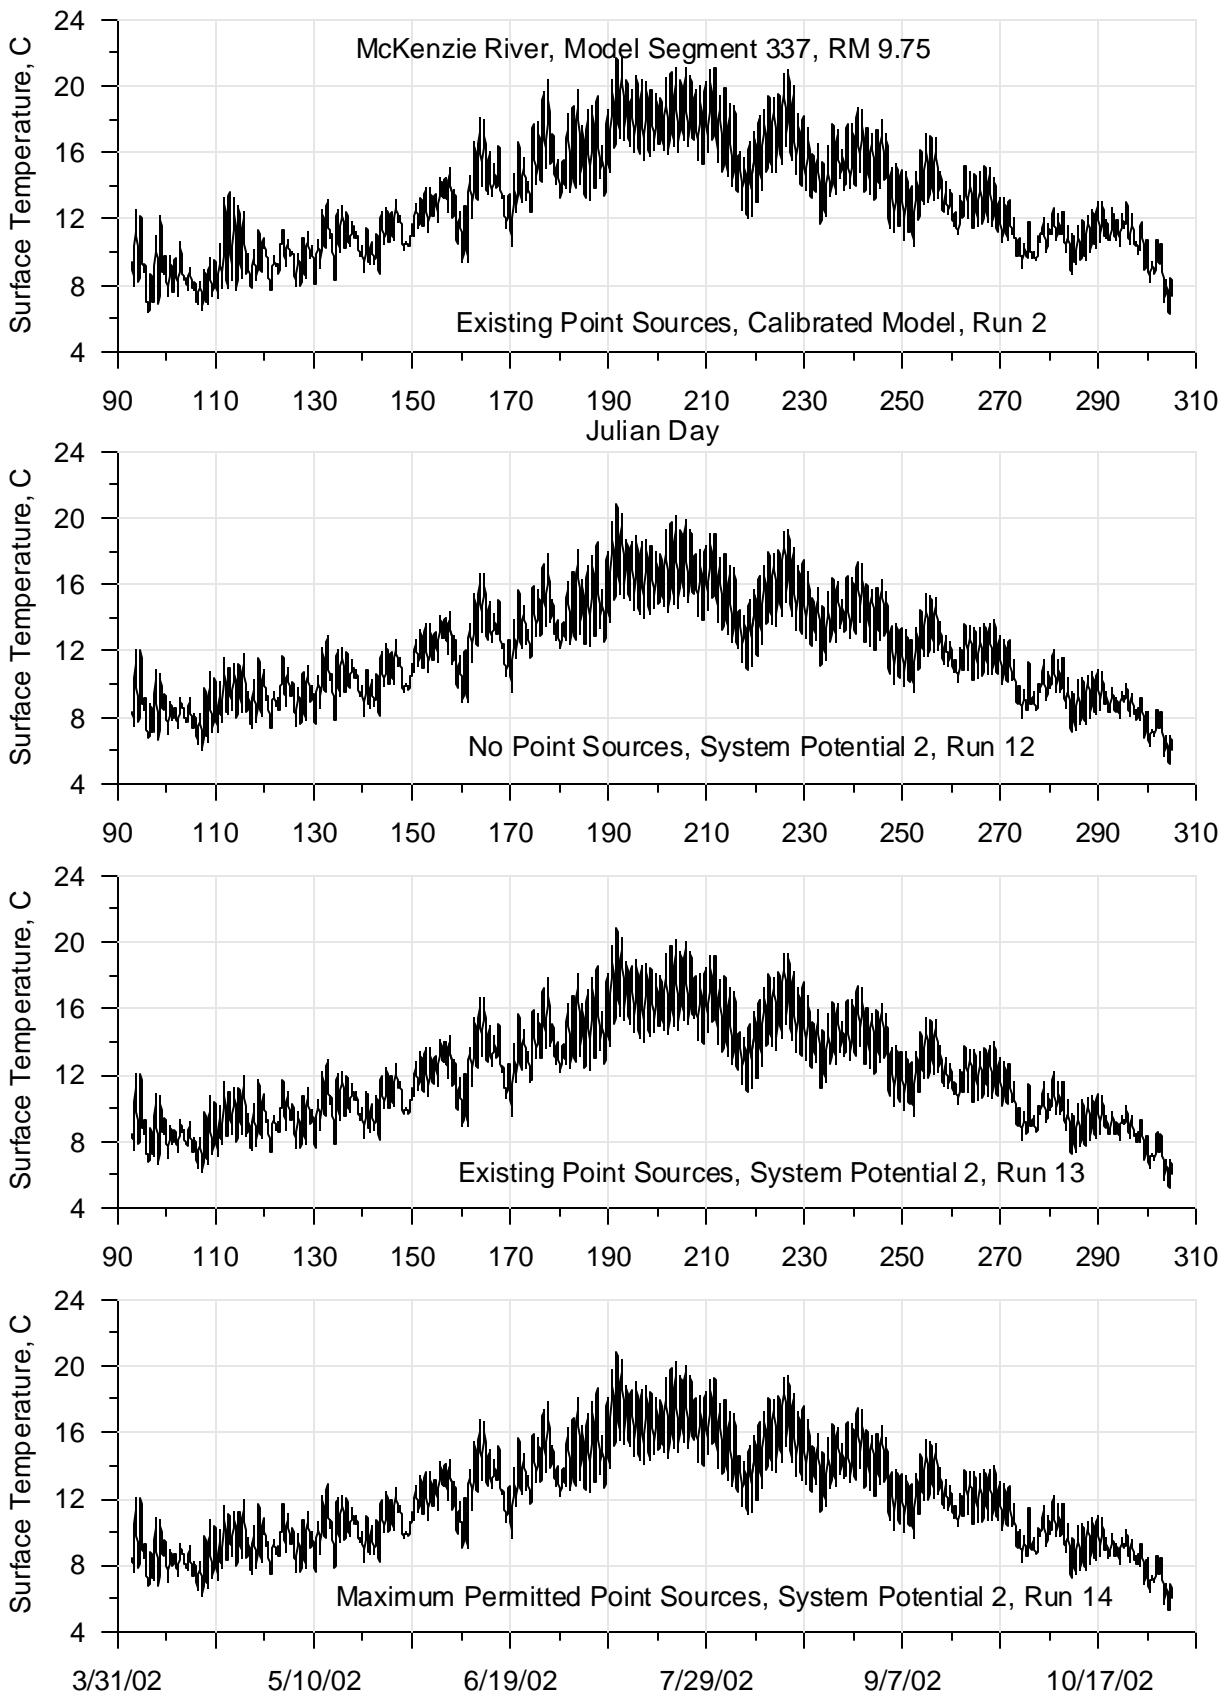 24
McKenzie River, Model Segment 337, RM 9.75
20
16
12
8
Existing Point Sources, Calibrated Model, Run 2
4
Surface Temperature, C
90 110 130 150 170 190 210 230 250 270 290 310
Julian Day
24
20
16
12
8
No Point Sources, System Potential 2, Run 12
4
Surface Temperature, C
90 110 130 150 170 190 210 230 250 270 290 310
24
20
16
12
8
Existing Point Sources, System Potential 2, Run 13
4
Surface Temperature, C
90 110 130 150 170 190 210 230 250 270 290 310
24
20
16
12
8
Maximum Permitted Point Sources, System Potential 2, Run 14
4
Surface Temperature, C
3/31/02 5/10/02 6/19/02 7/29/02 9/7/02 10/17/02